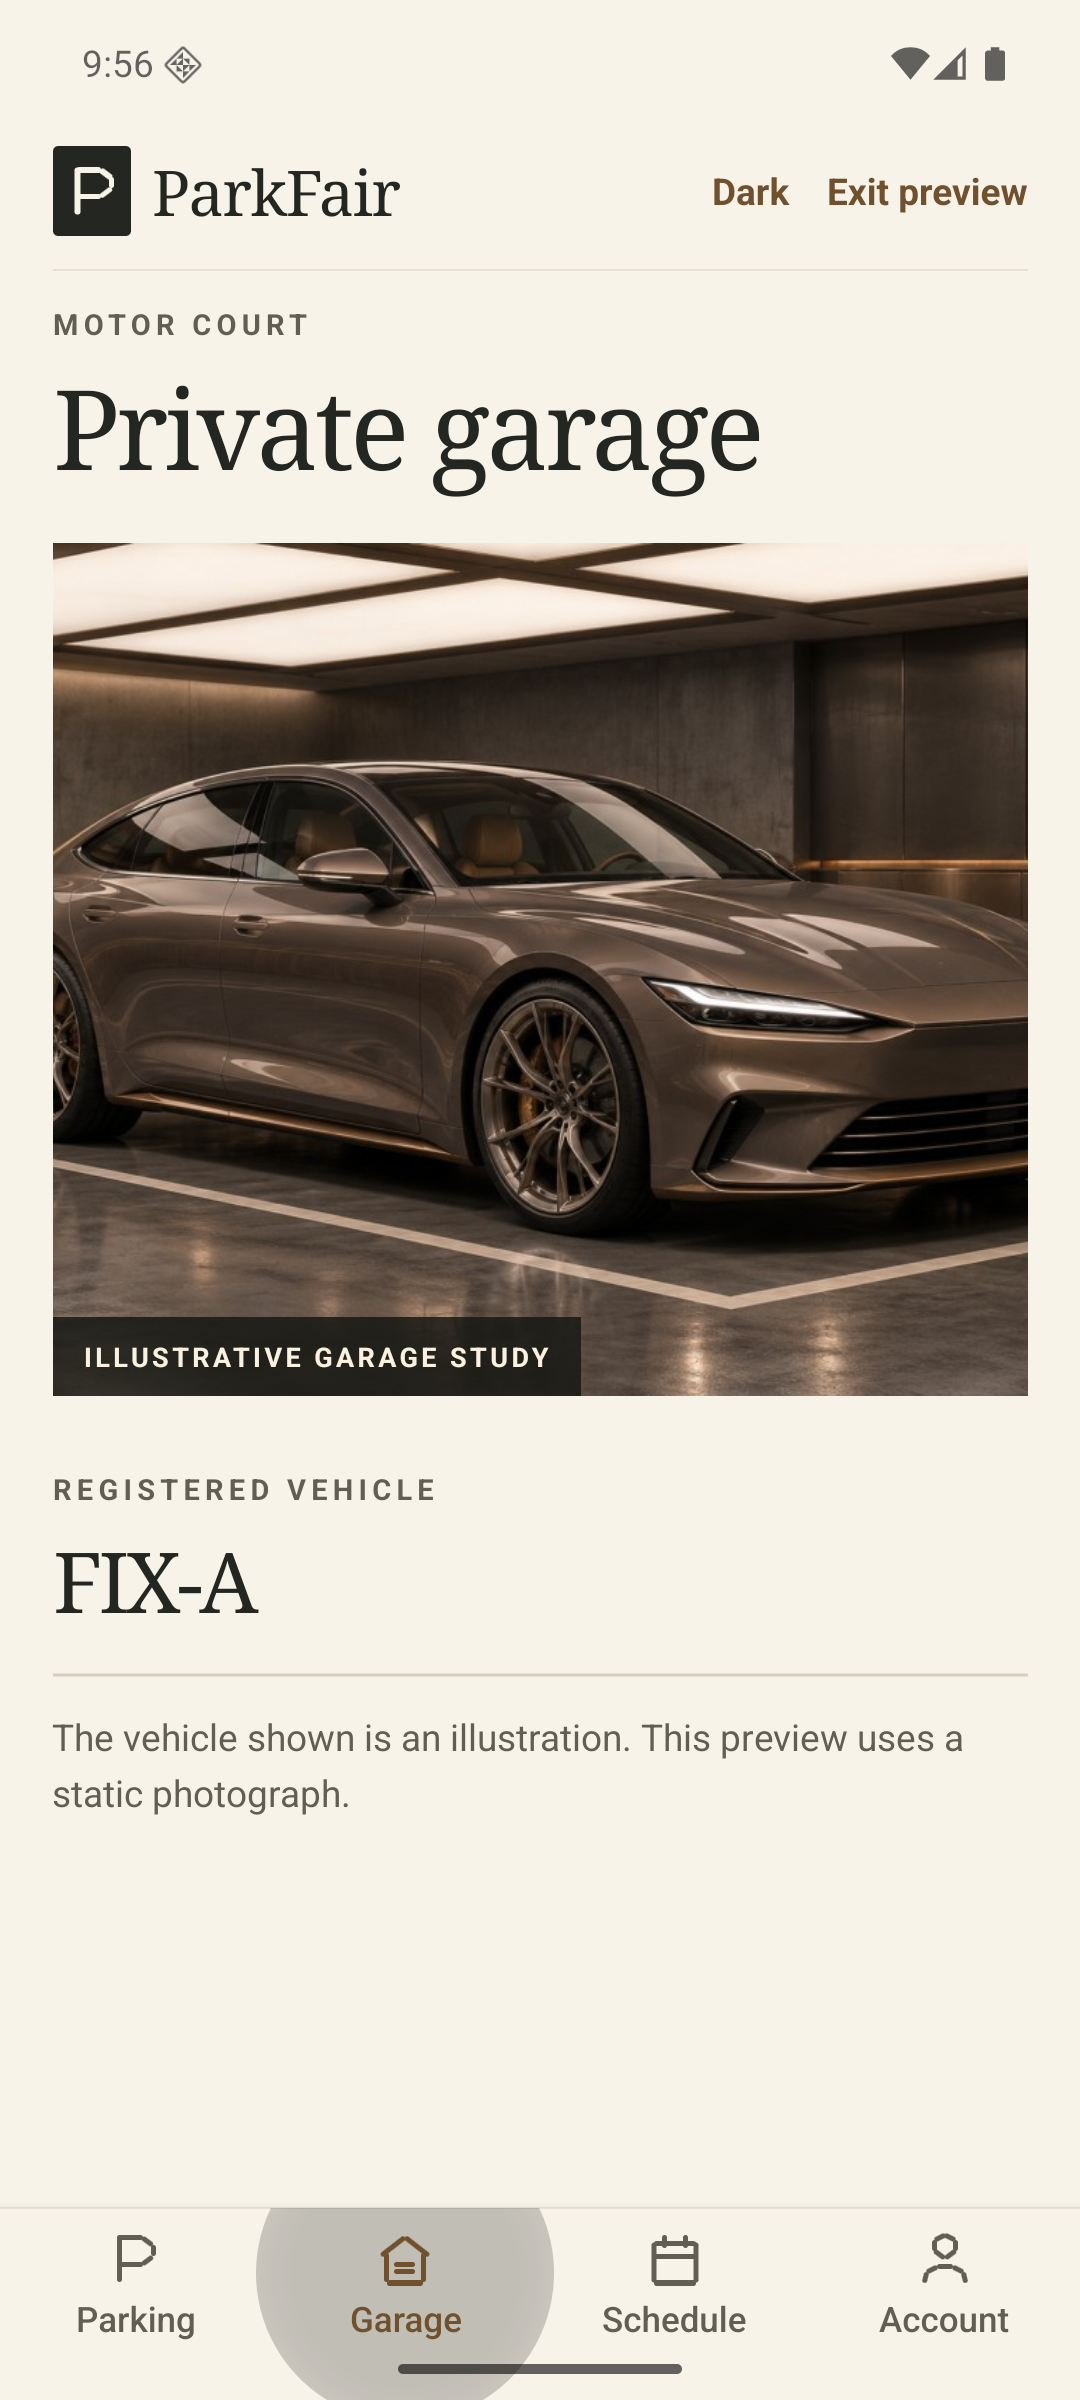 9:56
ParkFair
Dark Exit preview
MOTOR COURT
Private garage
ILLUSTRATIVE GARAGE STUDY
REGISTERED VEHICLE
FIX-A
The vehicle shown is an illustration. This preview uses a
static photograph.
Parking Garage Schedule Account